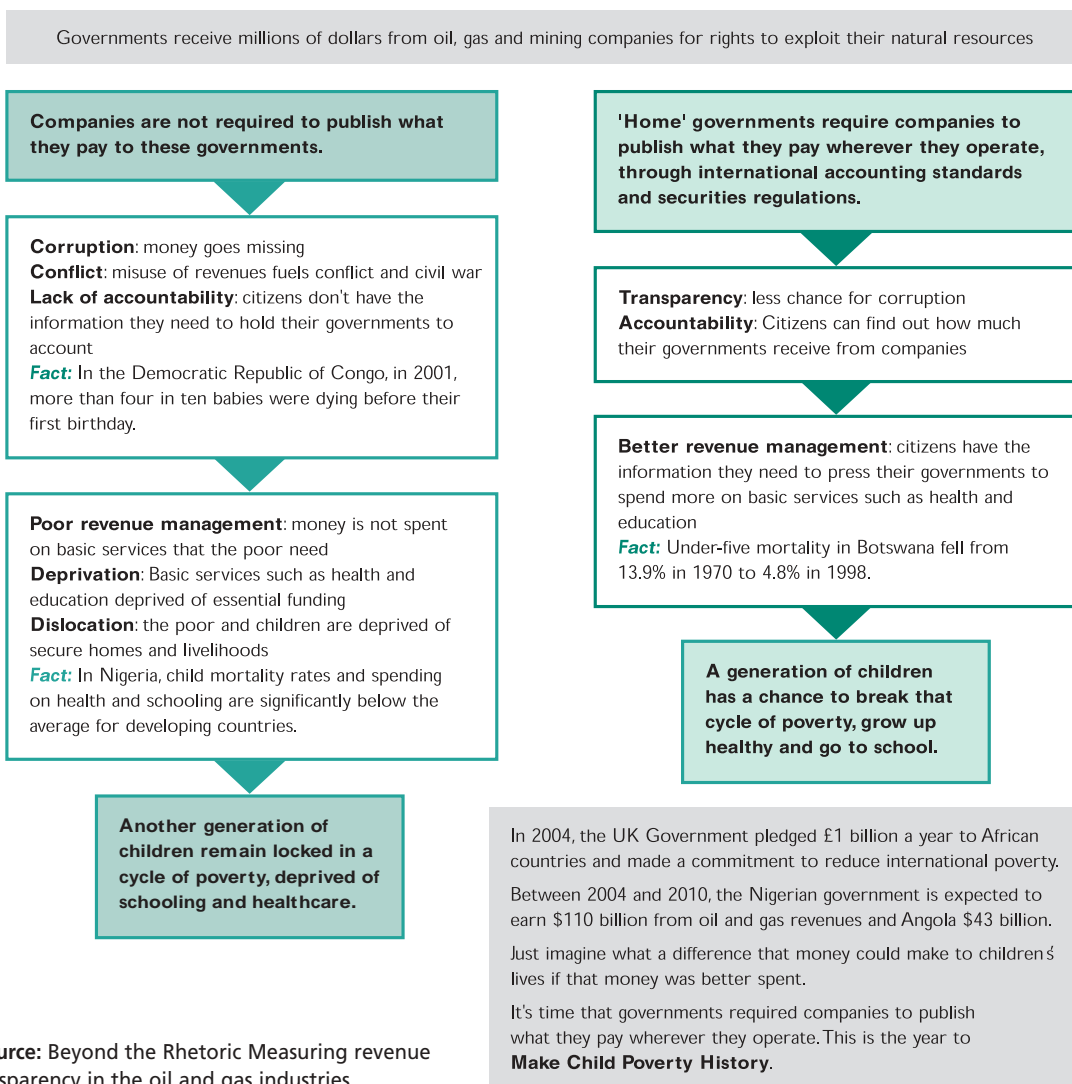 Governments receive millions of dollars from oil, gas and mining companies for rights to exploit their natural resources
Companies are not required to publish what
they pay to these governments.
Corruption: money goes missing
Conflict: misuse of revenues fuels conflict and civil war
Lack of accountability: citizens don't have the
information they need to hold their governments to
account
Fact: In the Democratic Republic of Congo, in 2001,
more than four in ten babies were dying before their
first birthday.
Poor revenue management: money is not spent
on basic services that the poor need
Deprivation: Basic services such as health and
education deprived of essential funding
Dislocation: the poor and children are deprived of
secure homes and livelihoods
Fact: In Nigeria, child mortality rates and spending
on health and schooling are significantly below the
average for developing countries.
Another generation of
children remain locked in a
cycle of poverty, deprived of
schooling and healthcare.
'Home' governments require companies to
publish what they pay wherever they operate,
through international accounting standards
and securities regulations.
Transparency: less chance for corruption
Accountability: Citizens can find out how much
their governments receive from companies
Better revenue management: citizens have the
information they need to press their governments to
spend more on basic services such as health and
education
Fact: Under-five mortality in Botswana fell from
13.9% in 1970 to 4.8% in 1998.
A generation of children
has a chance to break that
cycle of poverty, grow up
healthy and go to school.
In 2004, the UK Government pledged £1 billion a year to African
countries and made a commitment to reduce international poverty.
Between 2004 and 2010, the Nigerian government is expected to
earn $110 billion from oil and gas revenues and Angola $43 billion.
Just imagine what a difference that money could make to children's
lives if that money was better spent.
It's time that governments required companies to publish
what they pay wherever they operate. This is the year to
Make Child Poverty History.
urce: Beyond the Rhetoric Measuring revenue
sparency in the oil and gas industries